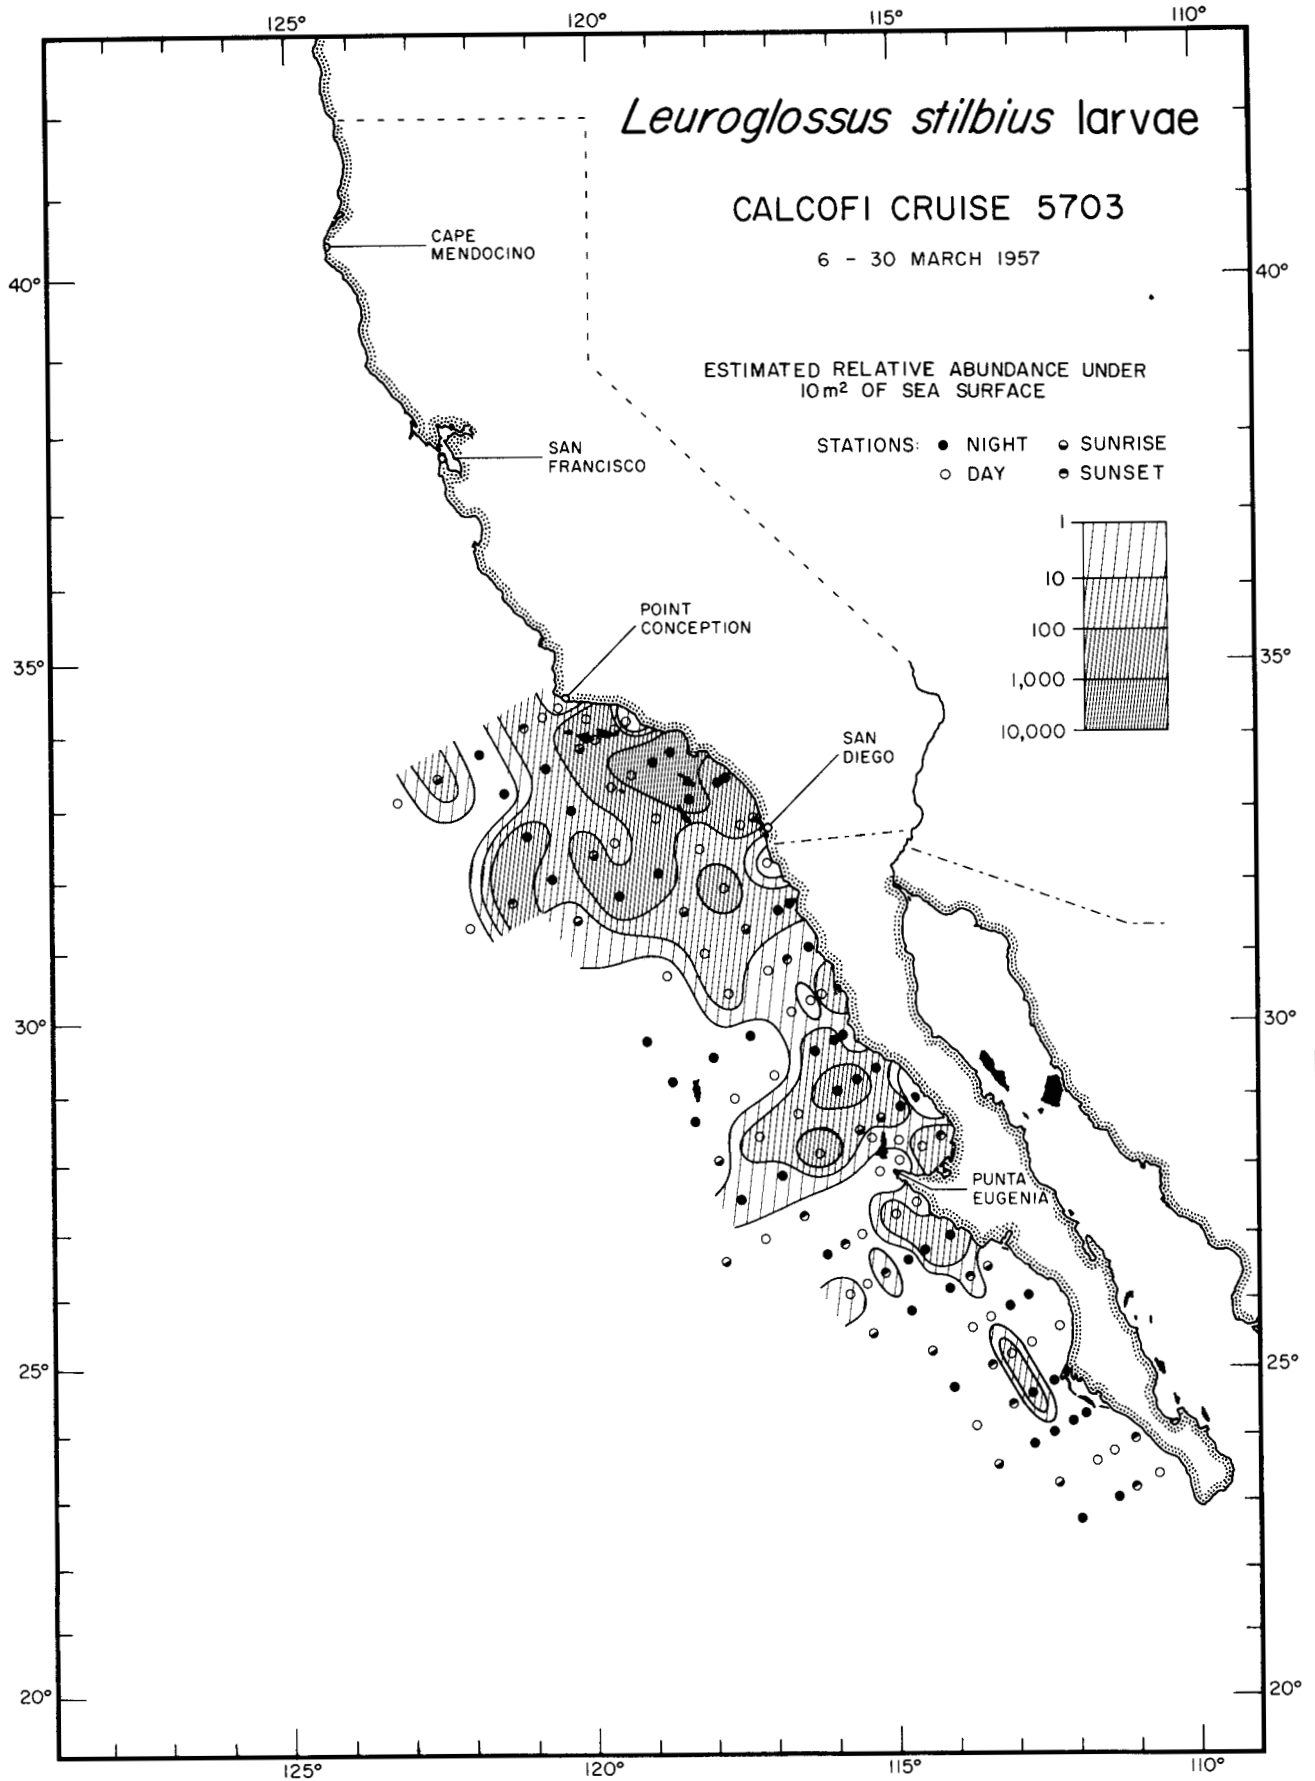 125° 120° 115° 110°
Leuroglossus stilbius larvae
CALCOFI CRUISE 5703
6 - 30 MARCH 1957
CAPE
MENDOCINO
40° 40°
ESTIMATED RELATIVE ABUNDANCE UNDER
10m² OF SEA SURFACE
STATIONS: ● NIGHT SUNRISE
○ DAY SUNSET
SAN
FRANCISCO
1
10
100
1,000
10,000
POINT
CONCEPTION
35° 35°
SAN
DIEGO
30° 30°
PUNTA
EUGENIA
25° 25°
20° 20°
125° 120° 115° 110°